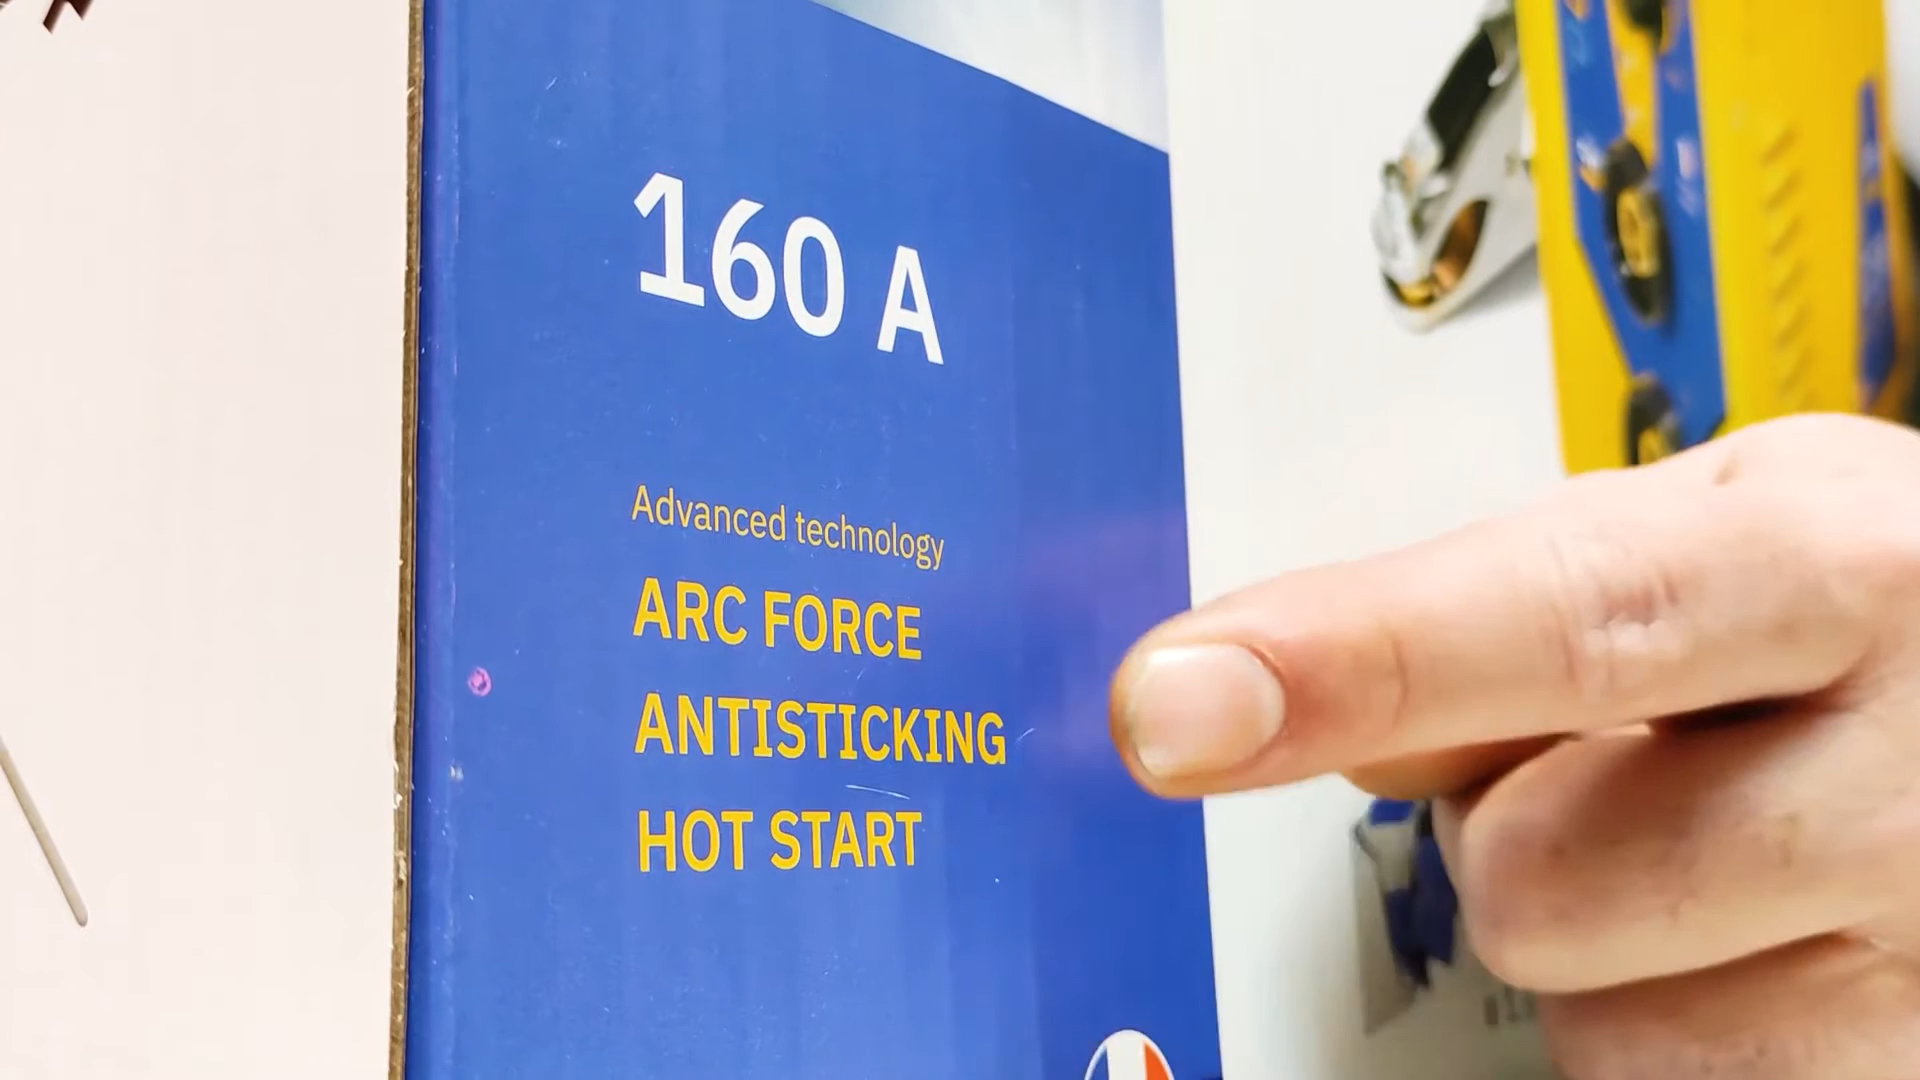 160 A
Advanced technology
ARC FORCE
ANTISTICKING
HOT START